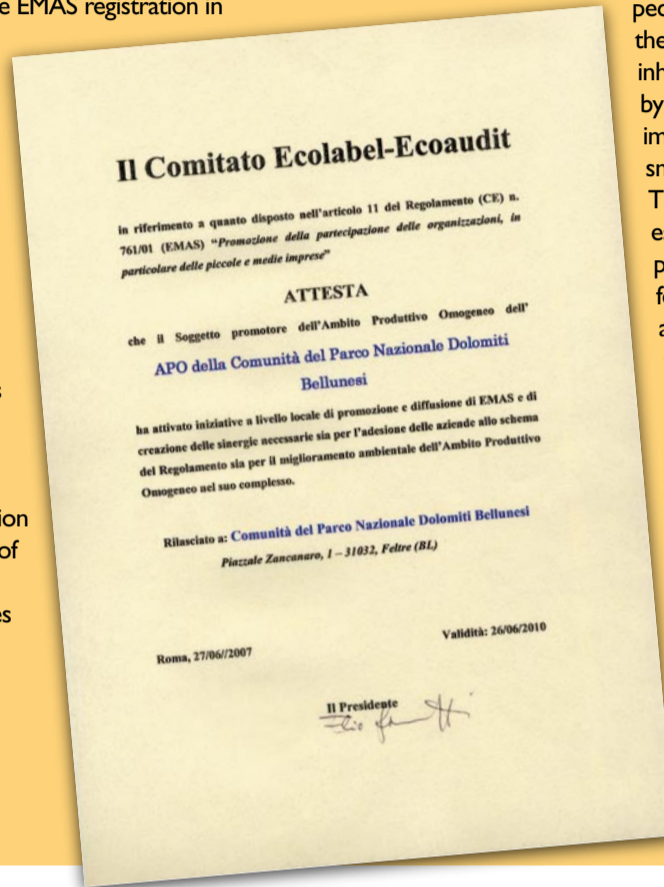 e EMAS registration in
Il Comitato Ecolabel-Ecoaudit
in riferimento a quanto disposto nell'articolo 11 del Regolamento (CE) n.
761/01 (EMAS) “Promozione della partecipazione delle organizzazioni, in
particolare delle piccole e medie imprese”
ATTESTA
che il Soggetto promotore dell'Ambito Produttivo Omogeneo dell'
APO della Comunità del Parco Nazionale Dolomiti
Bellunesi
ha attivato iniziative a livello locale di promozione e diffusione di EMAS e di
creazione delle sinergie necessarie sia per l'adesione delle aziende allo schema
del Regolamento sia per il miglioramento ambientale dell'Ambito Produttivo
Omogeneo nel suo complesso.
Rilasciato a: Comunità del Parco Nazionale Dolomiti Bellunesi
Piazzale Zancanaro, 1 – 31032, Feltre (BL)
Roma, 27/06//2007
Validità: 26/06/2010
Il Presidente
s
ion
of
es
the
inh
by
im